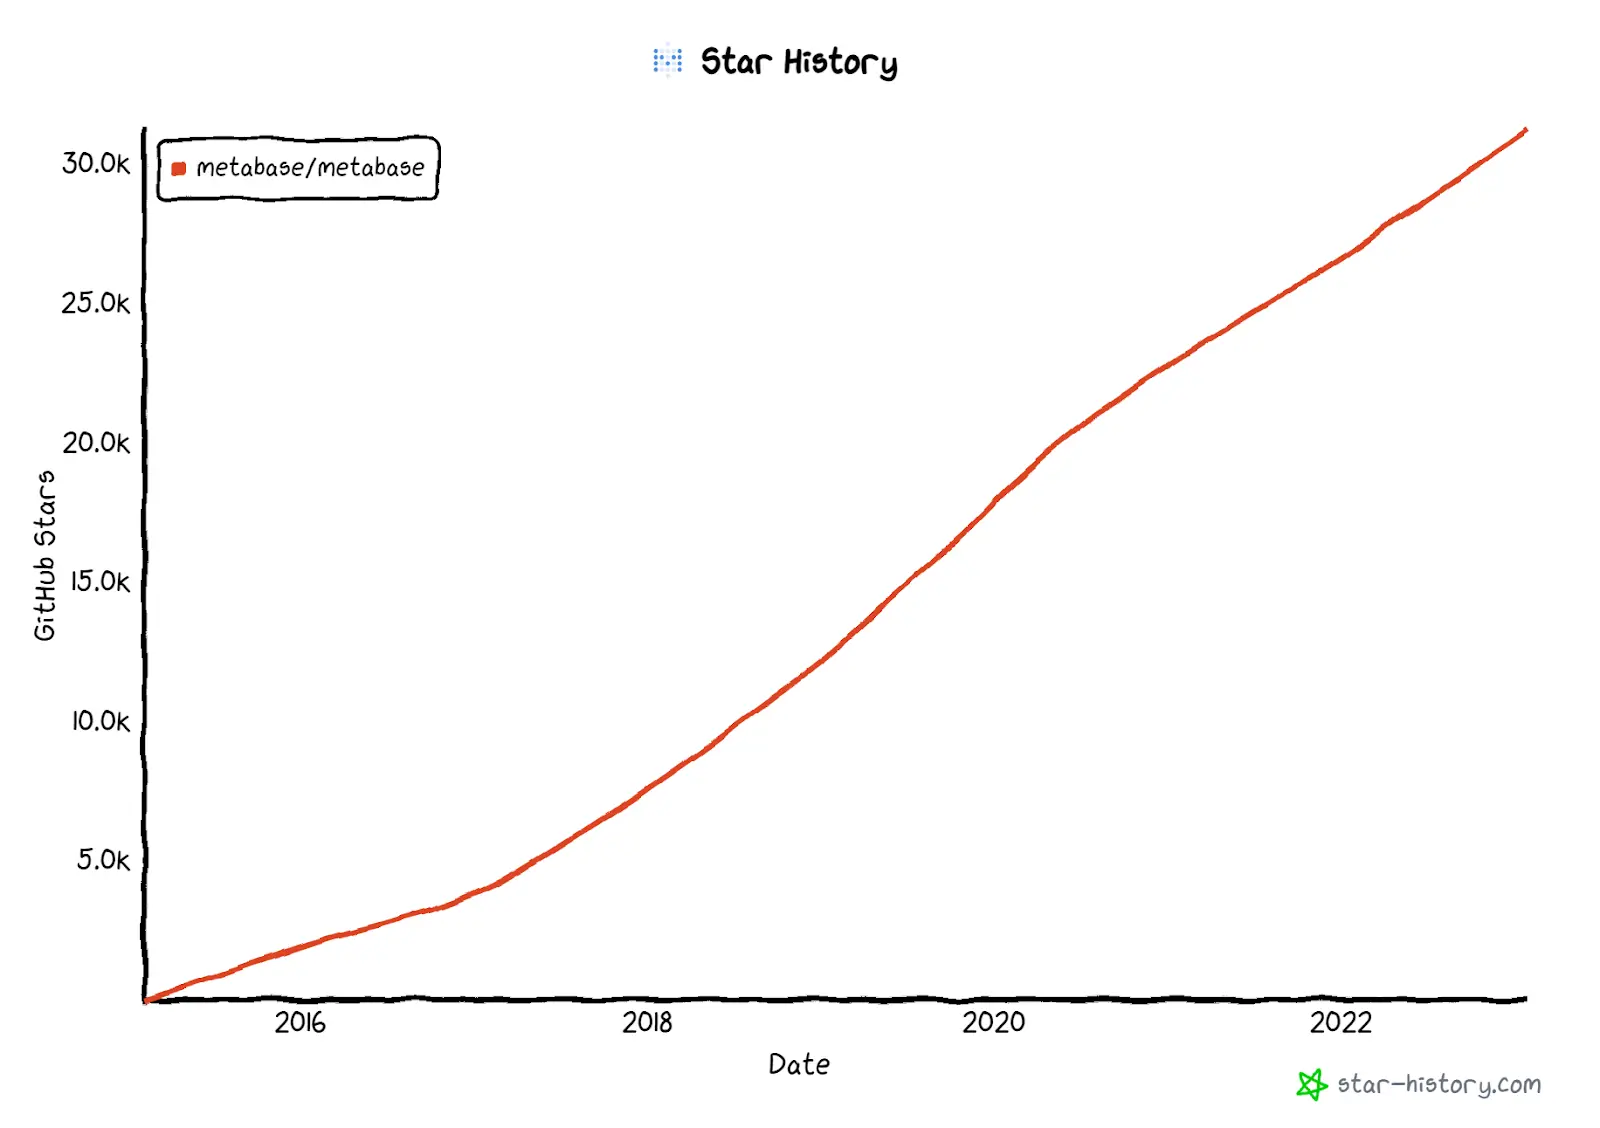 Star History
metabase/metabase
30.0k
25.0k
20.0k
15.0k
10.0k
5.0k
GitHub Stars
2016
2018
2020
2022
Date
star-history.com